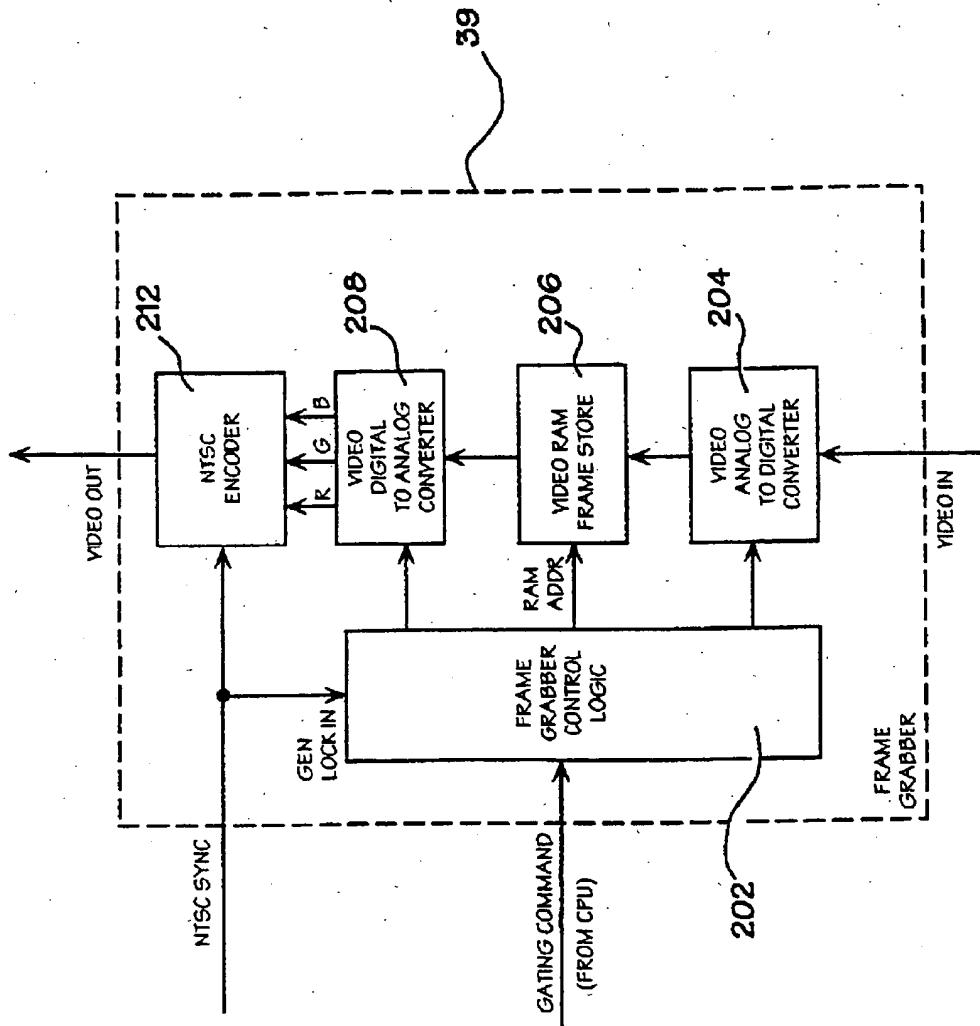 39
212
208
206
204
VIDEO OUT
NTSC
ENCODER
R
G
B
VIDEO
DIGITAL
TO ANALOG
CONVERTER
VIDEO RAM
FRAME STORE
VIDEO
ANALOG
TO DIGITAL
CONVERTER
VIDEO IN
RAM
ADDR
GEN
LOCK IN
FRAME
GRABBER
CONTROL
LOGIC
FRAME
GRABBER
NTSC SYNC
GATING COMMAND
(FROM CPU)
202